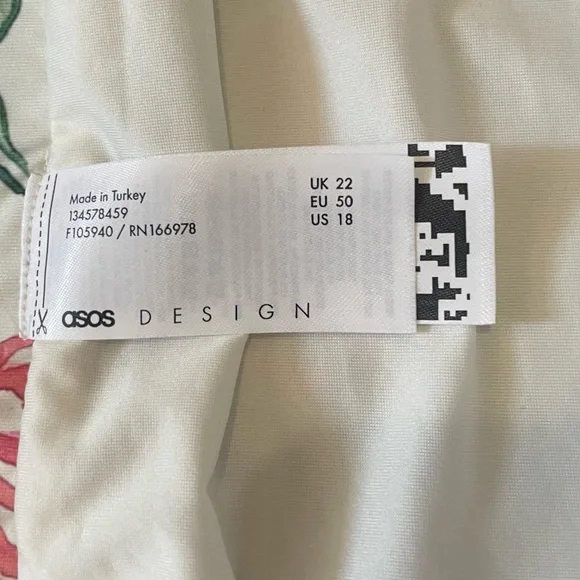 Made in Turkey
134578459
F105940 / RN166978
UK 22
EU 50
US 18
asos DESIGN